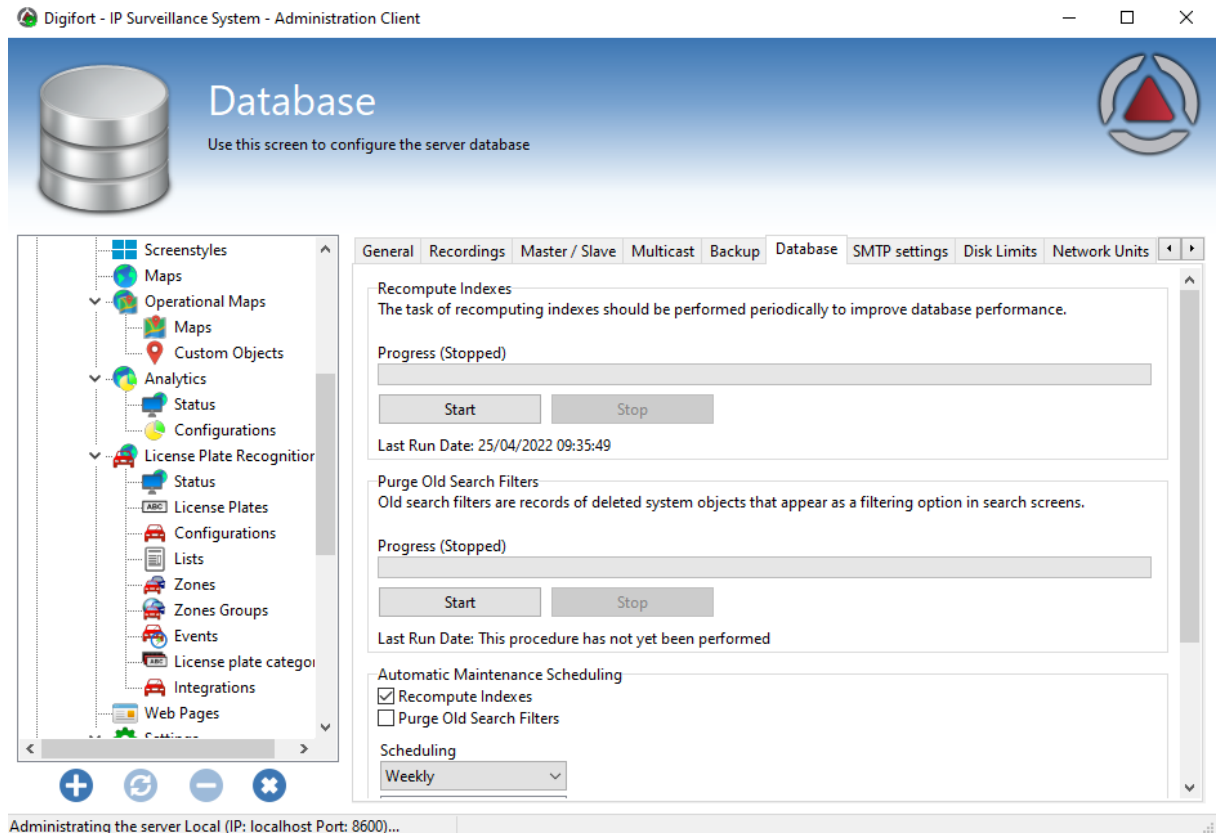 Digifort - IP Surveillance System - Administration Client
Database
Use this screen to configure the server database
Screenstyles
Maps
Operational Maps
Maps
Custom Objects
Analytics
Status
Configurations
License Plate Recognition
Status
ABC License Plates
Configurations
Lists
Zones
Zones Groups
Events
ABC License plate categor
Integrations
Web Pages
Settings
General Recordings Master / Slave Multicast Backup Database SMTP settings Disk Limits Network Units
Recompute Indexes
The task of recomputing indexes should be performed periodically to improve database performance.
Progress (Stopped)
Start Stop
Last Run Date: 25/04/2022 09:35:49
Purge Old Search Filters
Old search filters are records of deleted system objects that appear as a filtering option in search screens.
Progress (Stopped)
Start Stop
Last Run Date: This procedure has not yet been performed
Automatic Maintenance Scheduling
Recompute Indexes
Purge Old Search Filters
Scheduling
Weekly
Administrating the server Local (IP: localhost Port: 8600)...